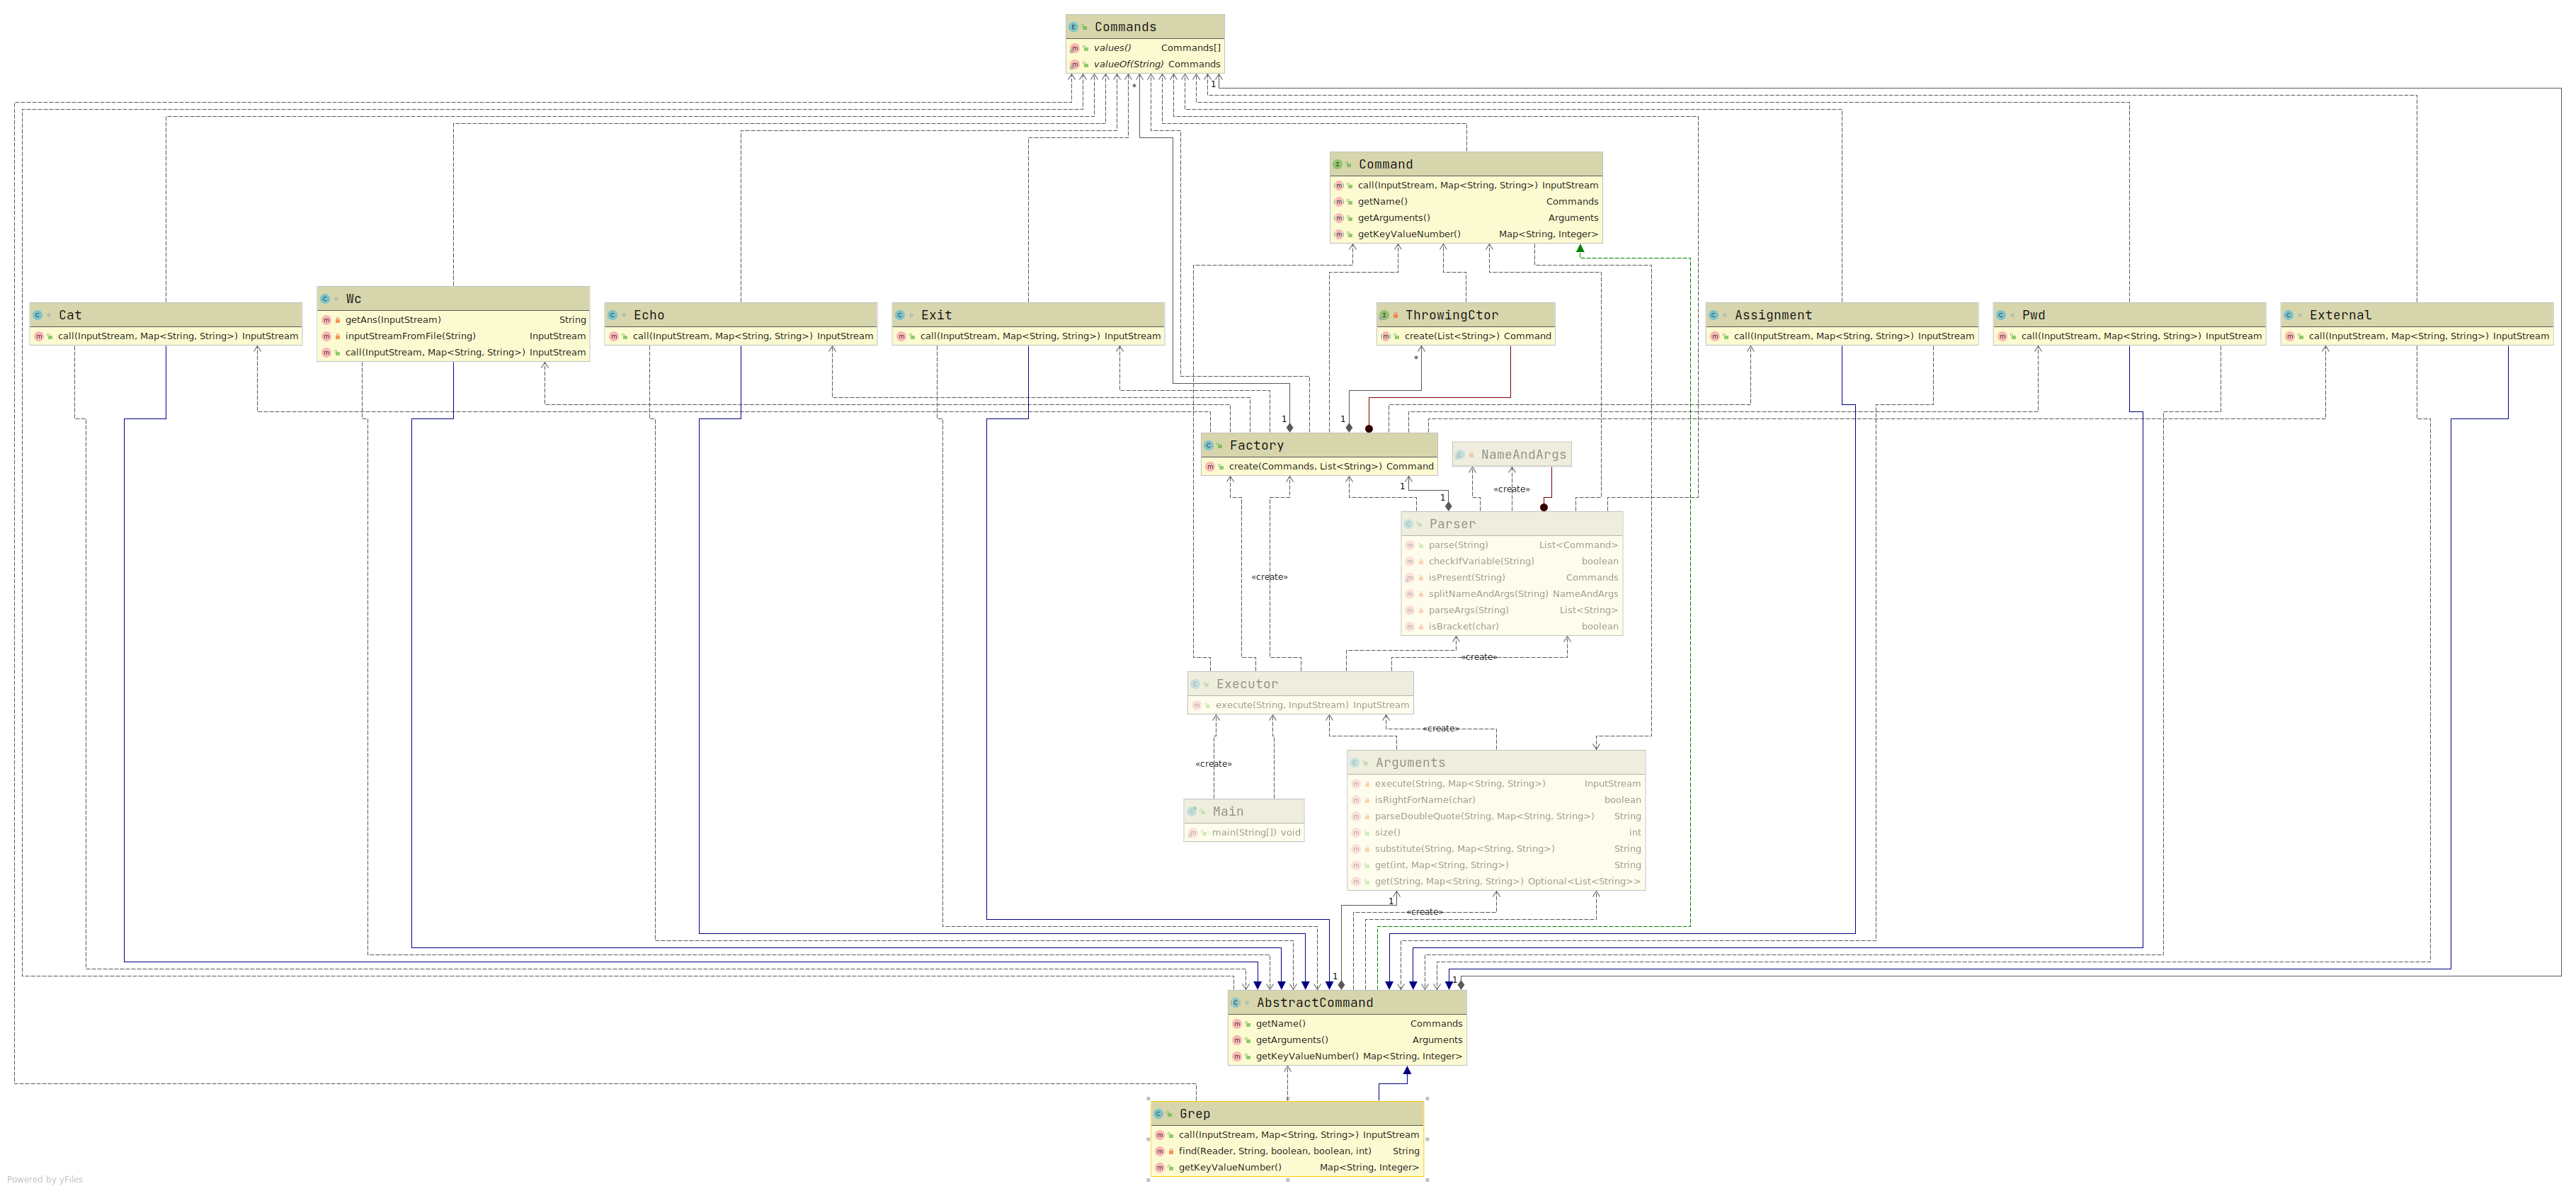 Commands
values() Commands[]
valueOf(String) Commands
*
1
Command
call(InputStream, Map<String, String>) InputStream
getName() Commands
getArguments() Arguments
getKeyValueNumber() Map<String, Integer>
Cat
call(InputStream, Map<String, String>) InputStream
Wc
getAns(InputStream) String
inputStreamFromFile(String) InputStream
call(InputStream, Map<String, String>) InputStream
Echo
call(InputStream, Map<String, String>) InputStream
Exit
call(InputStream, Map<String, String>) InputStream
ThrowingCtor
create(List<String>) Command
Assignment
call(InputStream, Map<String, String>) InputStream
Pwd
call(InputStream, Map<String, String>) InputStream
External
call(InputStream, Map<String, String>) InputStream
*
1
1
Factory
create(Commands, List<String>) Command
NameAndArgs
1
«create»
1
Parser
parse(String) List<Command>
checkIfVariable(String) boolean
isPresent(String) Commands
splitNameAndArgs(String) NameAndArgs
parseArgs(String) List<String>
isBracket(char) boolean
«create»
«create»
Executor
execute(String, InputStream) InputStream
«create»
«create»
Arguments
execute(String, Map<String, String>) InputStream
isRightForName(char) boolean
parseDoubleQuote(String, Map<String, String>) String
size() int
substitute(String, Map<String, String>) String
get(int, Map<String, String>) String
get(String, Map<String, String>) Optional<List<String>>
Main
main(String[]) void
1
«create»
1
1
AbstractCommand
getName() Commands
getArguments() Arguments
getKeyValueNumber() Map<String, Integer>
Grep
call(InputStream, Map<String, String>) InputStream
find(Reader, String, boolean, boolean, int) String
getKeyValueNumber() Map<String, Integer>
Powered by yFiles